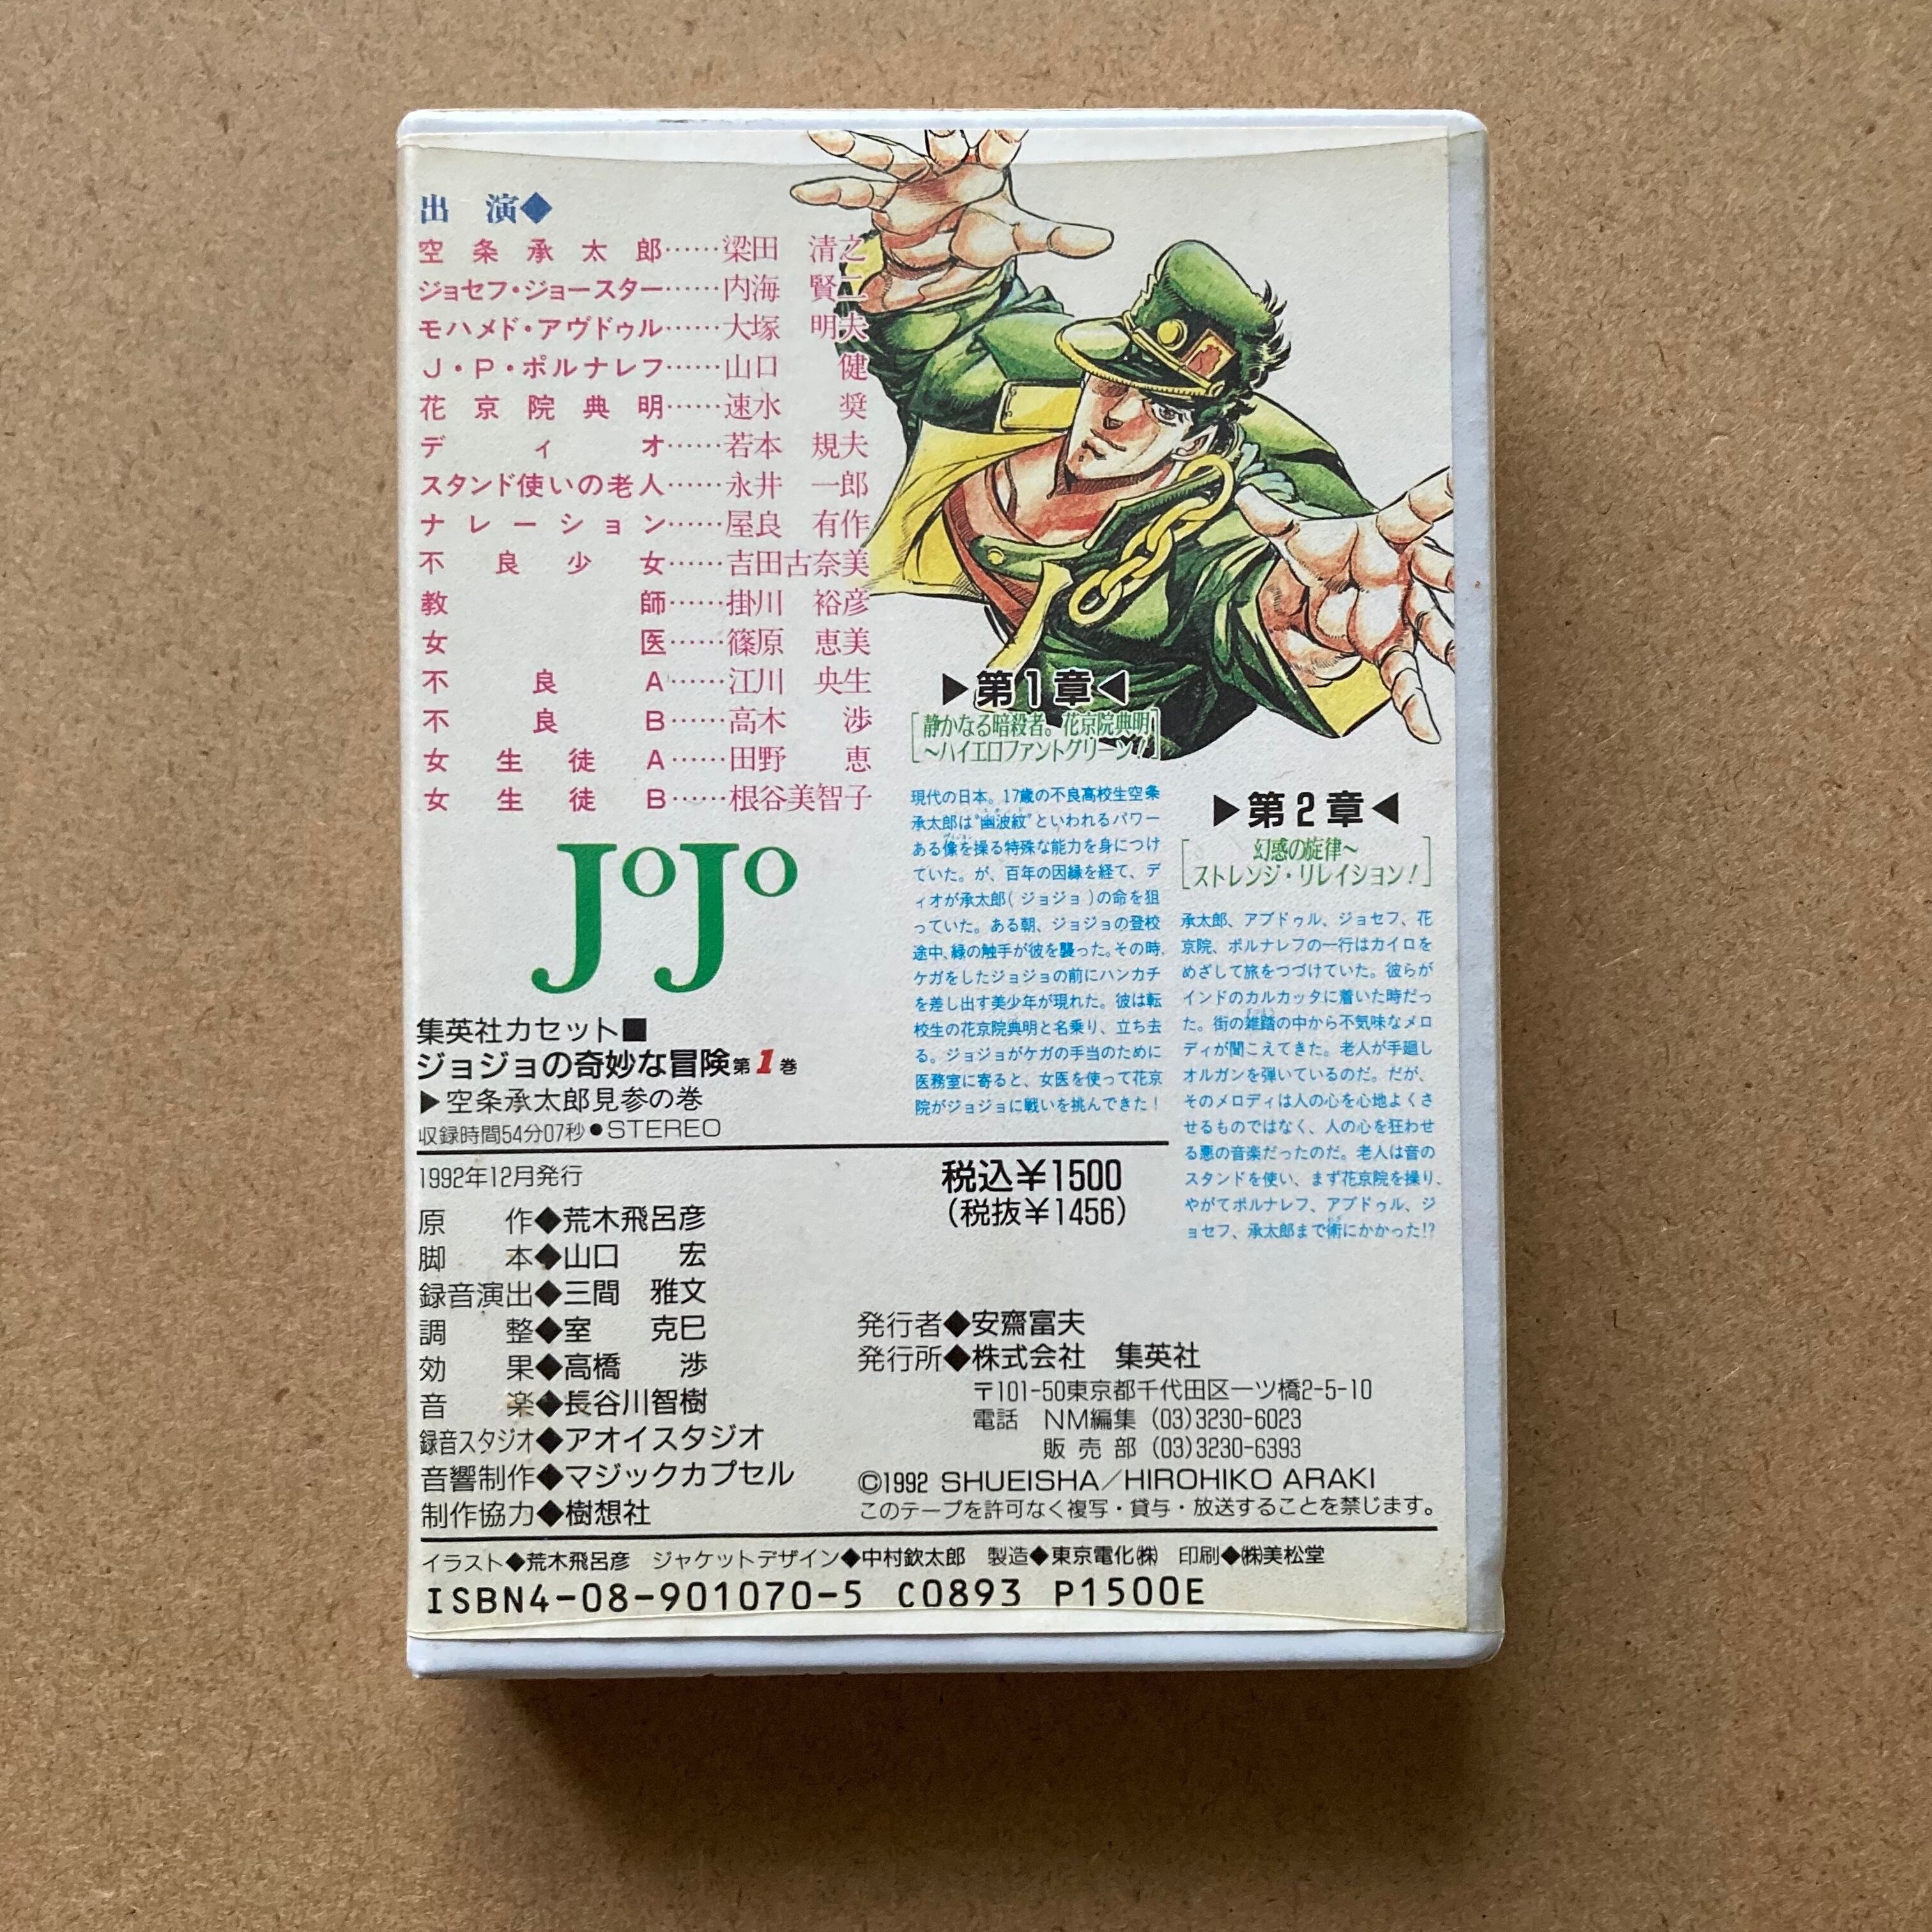 出演◆
空条承太郎……梁田 清之
ジョセフ・ジョースター……内海 賢二
モハメド・アヴドゥル……大塚 明夫
J・P・ポルナレフ……山口 健
花京院典明……速水 奨
ディオ……若本 規夫
スタンド使いの老人……永井 一郎
ナレーション……屋良 有作
不良少女……吉田古奈美
教師……掛川 裕彦
女医……篠原 恵美
不良A……江川 央生
不良B……高木 渉
女生徒A……田野 恵
女生徒B……根谷美智子
JoJo
集英社カセット■
ジョジョの奇妙な冒険第1巻
▶空条承太郎見参の巻
収録時間54分07秒●STEREO
▶第1章◀
[静かなる暗殺者。花京院典明
〜ハイエロファントグリーン!]
現代の日本。17歳の不良高校生空条
承太郎は"幽波紋"といわれるパワー
ある像を操る特殊な能力を身につけ
ていた。が、百年の因縁を経て、デ
ィオが承太郎(ジョジョ)の命を狙
っていた。ある朝、ジョジョの登校
途中、緑の触手が彼を襲った。その時、
ケガをしたジョジョの前にハンカチ
を差し出す美少年が現れた。彼は転
校生の花京院典明と名乗り、立ち去
る。ジョジョがケガの手当のために
医務室に寄ると、女医を使って花京
院がジョジョに戦いを挑んできた!
▶第2章◀
[幻惑の旋律〜
ストレンジ・リレイション!]
承太郎、アブドゥル、ジョセフ、花
京院、ポルナレフの一行はカイロを
めざして旅をつづけていた。彼らが
インドのカルカッタに着いた時だっ
た。街の雑踏の中から不気味なメロ
ディが聞こえてきた。老人が手廻し
オルガンを弾いているのだ。だが、
そのメロディは人の心を心地よくさ
せるものではなく、人の心を狂わせ
る悪の音楽だったのだ。老人は音の
スタンドを使い、まず花京院を操り、
やがてポルナレフ、アブドゥル、ジ
ョセフ、承太郎まで術にかかった!?
1992年12月発行
税込¥1500
(税抜¥1456)
原作◆荒木飛呂彦
脚本◆山口 宏
録音演出◆三間 雅文
調整◆室 克巳
効果◆高橋 渉
音楽◆長谷川智樹
録音スタジオ◆アオイスタジオ
音響制作◆マジックカプセル
制作協力◆樹想社
発行者◆安齋富夫
発行所◆株式会社 集英社
〒101-50東京都千代田区一ツ橋2-5-10
電話 NM編集 (03)3230-6023
販売部 (03)3230-6393
©1992 SHUEISHA/HIROHIKO ARAKI
このテープを許可なく複写・貸与・放送することを禁じます。
イラスト◆荒木飛呂彦 ジャケットデザイン◆中村欽太郎 製造◆東京電化㈱ 印刷◆㈱美松堂
ISBN4-08-901070-5 C0893 P1500E